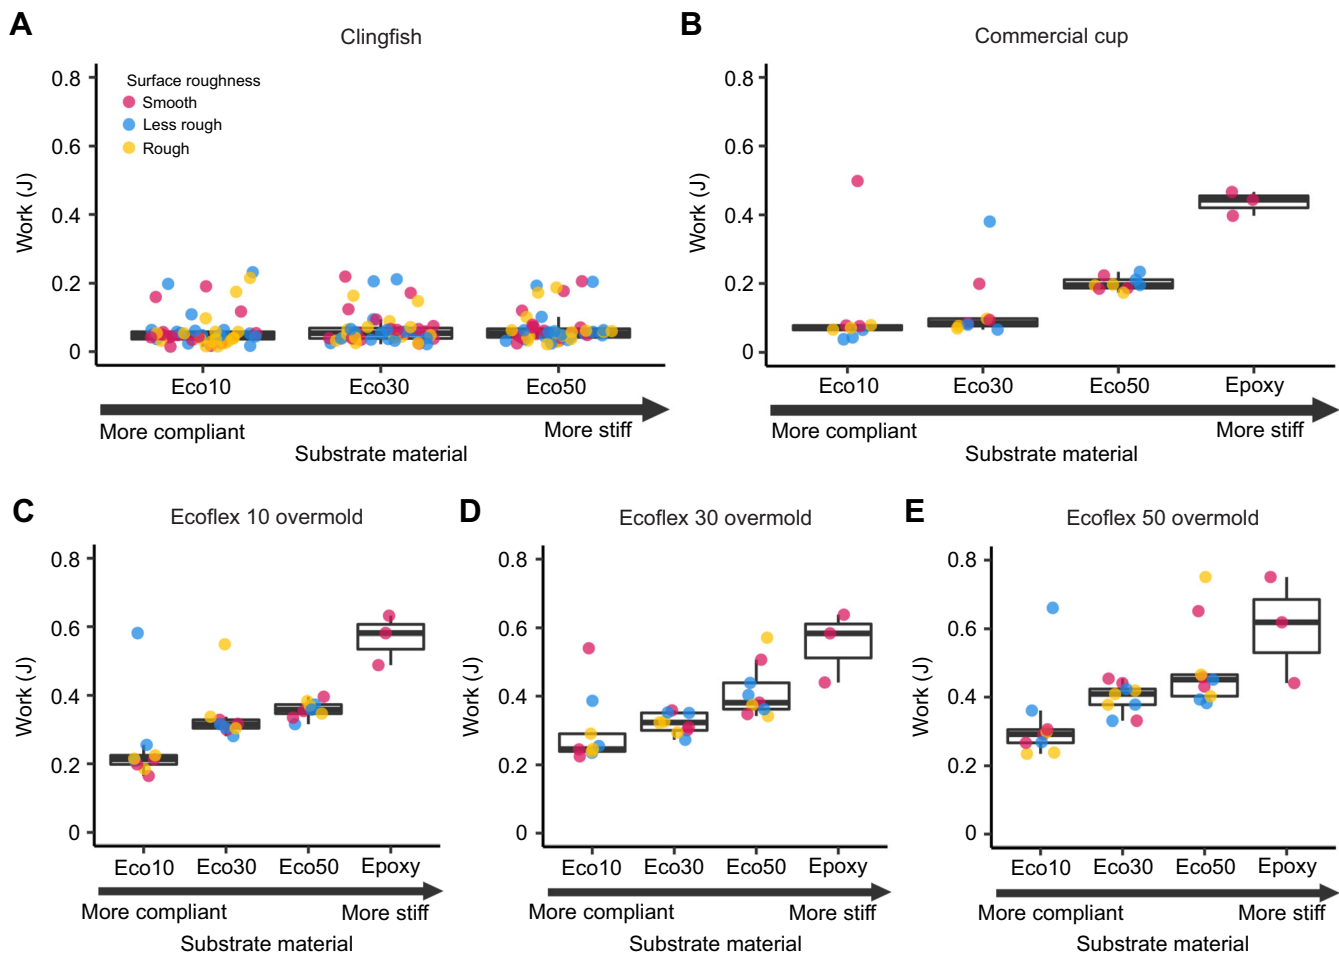 A
Clingfish
0.8
0.6
0.4
0.2
0
Work (J)
Surface roughness
Smooth
Less rough
Rough
Eco10 Eco30 Eco50
More compliant More stiff
Substrate material
B
Commercial cup
0.8
0.6
0.4
0.2
0
Work (J)
Eco10 Eco30 Eco50 Epoxy
More compliant More stiff
Substrate material
C
Ecoflex 10 overmold
0.8
0.6
0.4
0.2
0
Work (J)
Eco10 Eco30 Eco50 Epoxy
More compliant More stiff
Substrate material
D
Ecoflex 30 overmold
0.8
0.6
0.4
0.2
0
Work (J)
Eco10 Eco30 Eco50 Epoxy
More compliant More stiff
Substrate material
E
Ecoflex 50 overmold
0.8
0.6
0.4
0.2
0
Work (J)
Eco10 Eco30 Eco50 Epoxy
More compliant More stiff
Substrate material